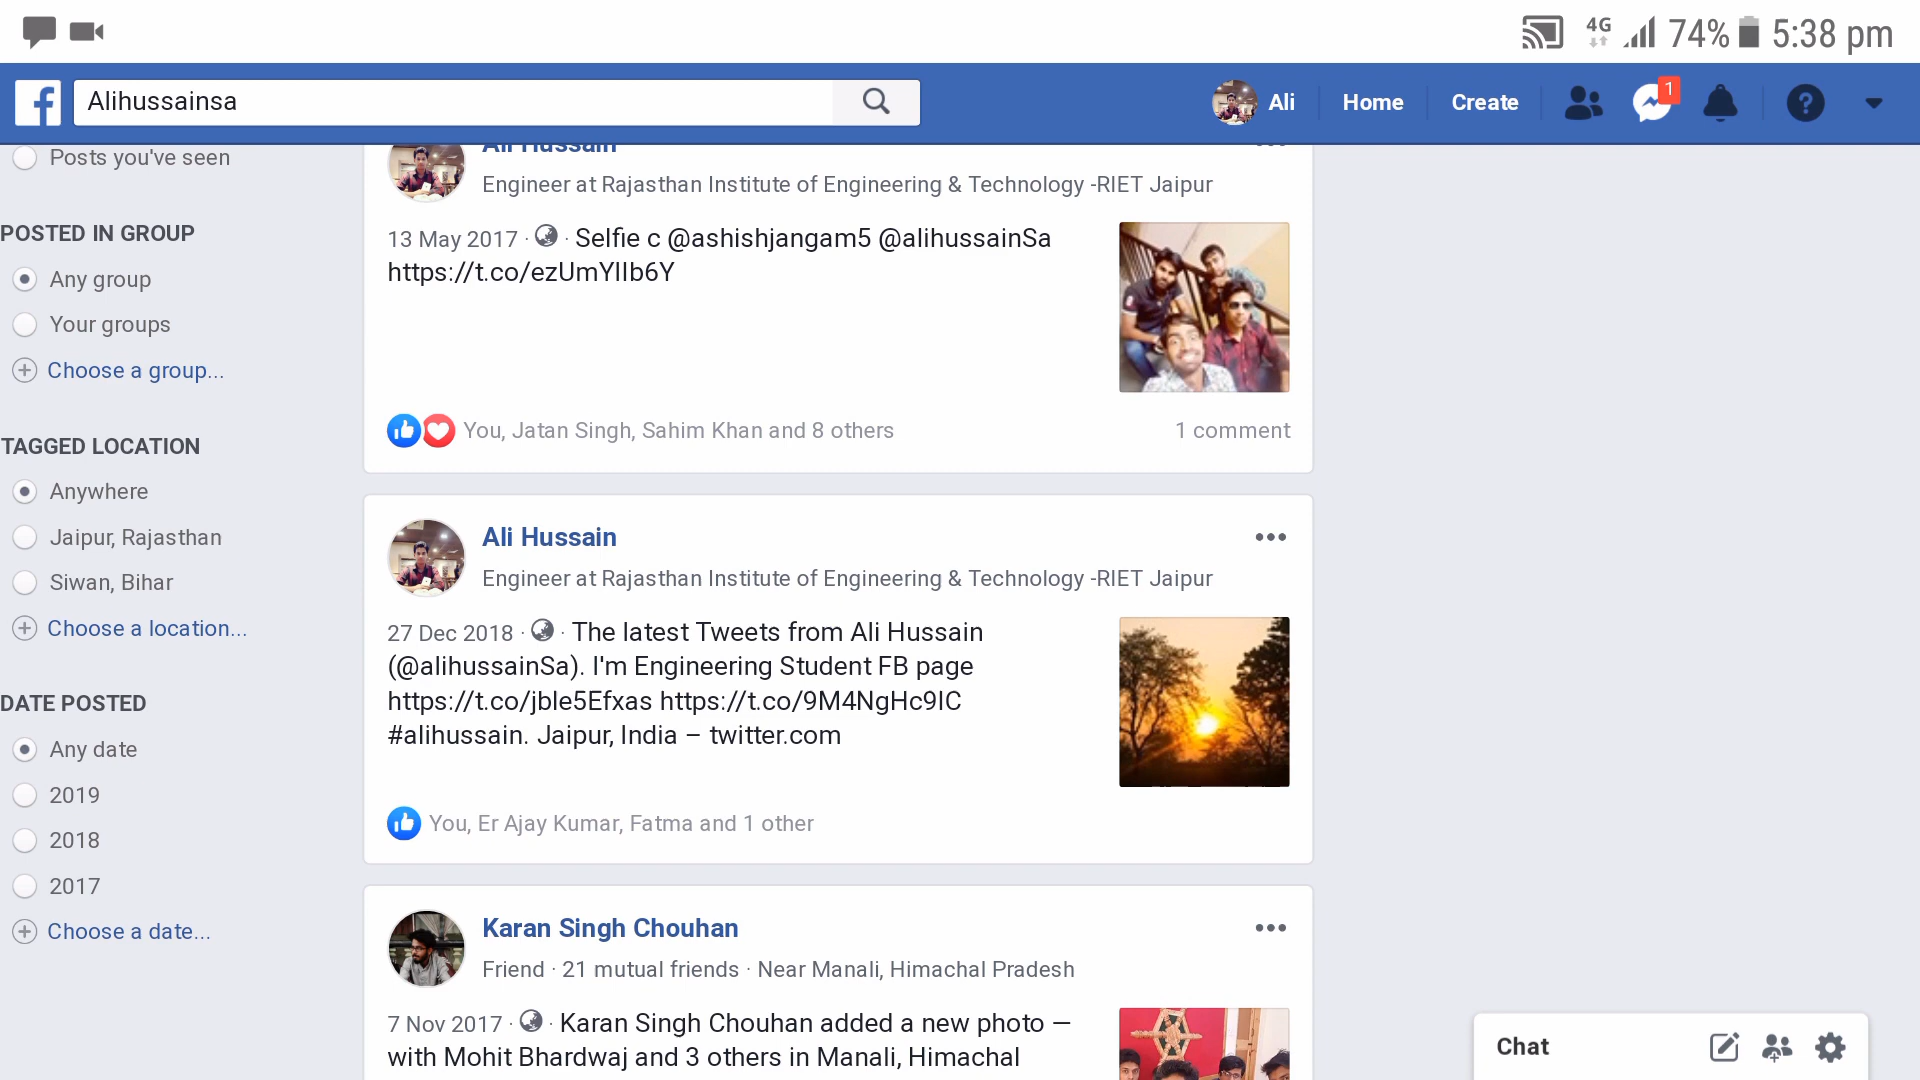 4G 74% 5:38 pm
Alihussainsa
Ali Home Create 1
Posts you've seen
POSTED IN GROUP
Any group
Your groups
Choose a group...
TAGGED LOCATION
Anywhere
Jaipur, Rajasthan
Siwan, Bihar
Choose a location...
DATE POSTED
Any date
2019
2018
2017
Choose a date...
Ali Hussain
Engineer at Rajasthan Institute of Engineering & Technology -RIET Jaipur
13 May 2017 · · Selfie c @ashishjangam5 @alihussainSa
https://t.co/ezUmYIIb6Y
You, Jatan Singh, Sahim Khan and 8 others
1 comment
Ali Hussain
Engineer at Rajasthan Institute of Engineering & Technology -RIET Jaipur
27 Dec 2018 · · The latest Tweets from Ali Hussain
(@alihussainSa). I'm Engineering Student FB page
https://t.co/jble5Efxas https://t.co/9M4NgHc9IC
#alihussain. Jaipur, India – twitter.com
You, Er Ajay Kumar, Fatma and 1 other
Karan Singh Chouhan
Friend · 21 mutual friends · Near Manali, Himachal Pradesh
7 Nov 2017 · · Karan Singh Chouhan added a new photo —
with Mohit Bhardwaj and 3 others in Manali, Himachal
Chat